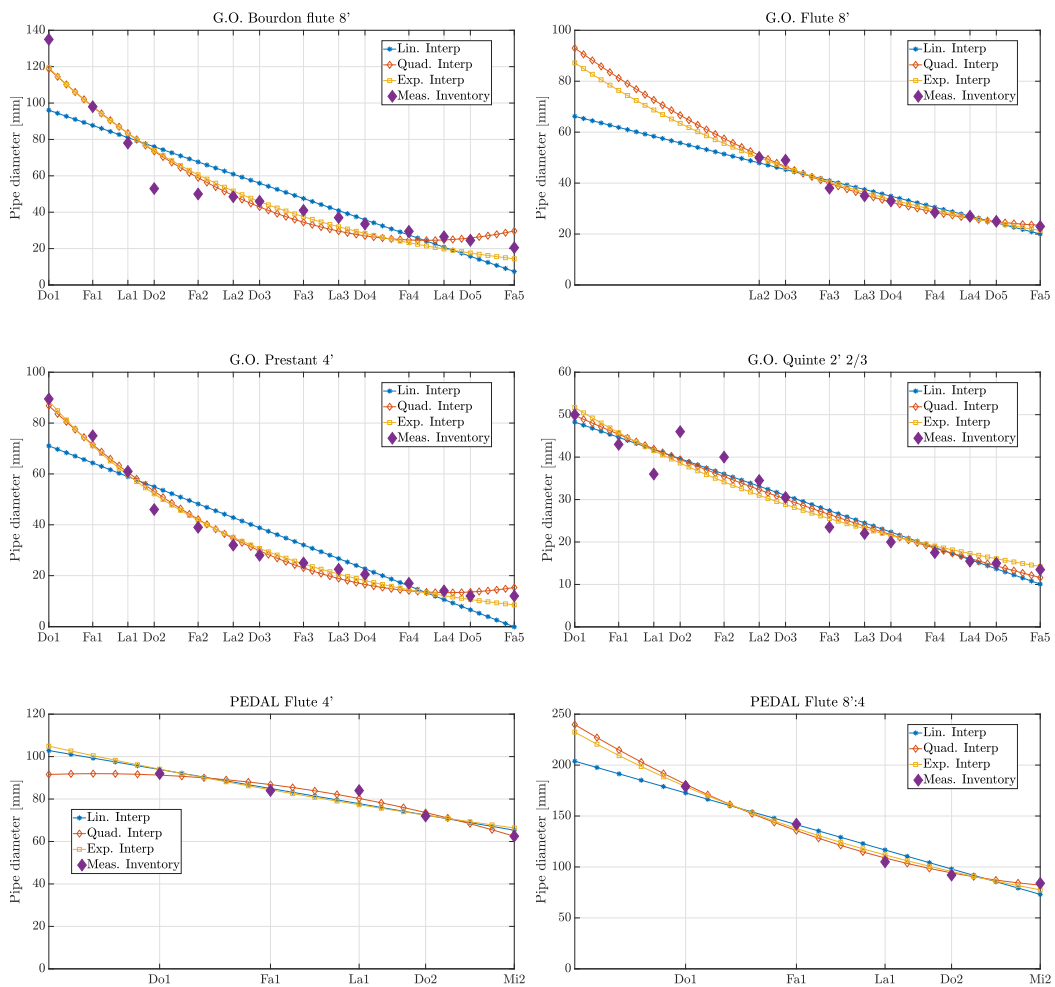 G.O. Bourdon flute 8'
Pipe diameter [mm]
140
120
100
80
60
40
20
0
Do1 Fa1 La1 Do2 Fa2 La2 Do3 Fa3 La3 Do4 Fa4 La4 Do5 Fa5
Lin. Interp
Quad. Interp
Exp. Interp
Meas. Inventory
G.O. Flute 8'
Pipe diameter [mm]
100
80
60
40
20
0
La2 Do3 Fa3 La3 Do4 Fa4 La4 Do5 Fa5
Lin. Interp
Quad. Interp
Exp. Interp
Meas. Inventory
G.O. Prestant 4'
Pipe diameter [mm]
100
80
60
40
20
0
Do1 Fa1 La1 Do2 Fa2 La2 Do3 Fa3 La3 Do4 Fa4 La4 Do5 Fa5
Lin. Interp
Quad. Interp
Exp. Interp
Meas. Inventory
G.O. Quinte 2' 2/3
Pipe diameter [mm]
60
50
40
30
20
10
0
Do1 Fa1 La1 Do2 Fa2 La2 Do3 Fa3 La3 Do4 Fa4 La4 Do5 Fa5
Lin. Interp
Quad. Interp
Exp. Interp
Meas. Inventory
PEDAL Flute 4'
Pipe diameter [mm]
120
100
80
60
40
20
0
Do1 Fa1 La1 Do2 Mi2
Lin. Interp
Quad. Interp
Exp. Interp
Meas. Inventory
PEDAL Flute 8':4
Pipe diameter [mm]
250
200
150
100
50
0
Do1 Fa1 La1 Do2 Mi2
Lin. Interp
Quad. Interp
Exp. Interp
Meas. Inventory